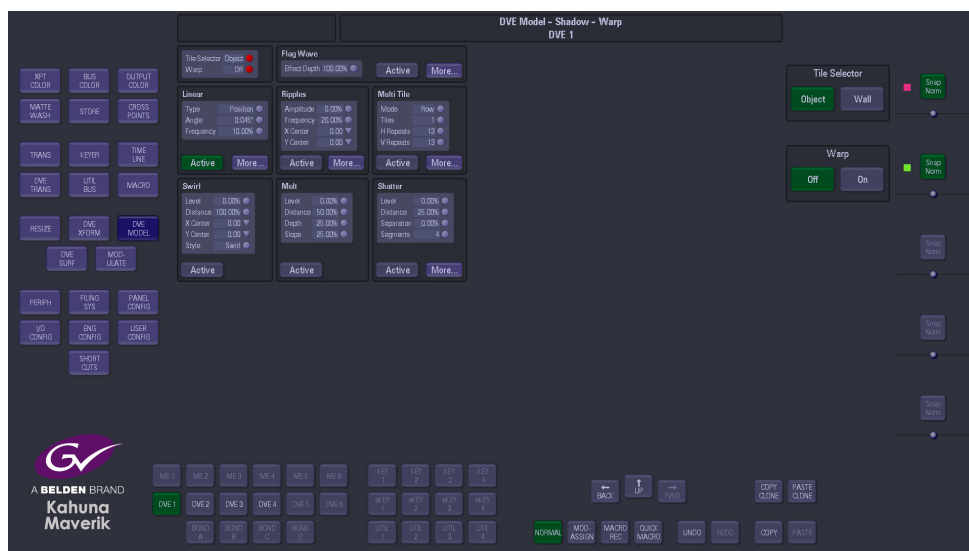 DVE Model - Shadow - Warp
DVE 1
Tile Selector Object
Warp Off
Flag Wave
Effect Depth 100.00%
Active More...
Linear
Type Position
Angle 0.045°
Frequency 10.00%
Active More...
Ripples
Amplitude 0.00%
Frequency 20.00%
X Center 0.00
Y Center 0.00
Active More...
Multi Tile
Mode Row
Tiles 1
H Repeats 13
V Repeats 13
Active More...
Swirl
Level 0.00%
Distance 100.00%
X Center 0.00
Y Center 0.00
Style Swirl
Active
Melt
Level 0.00%
Distance 50.00%
Depth 25.00%
Slope 25.00%
Active
Shatter
Level 0.00%
Distance 25.00%
Separation 0.00%
Segments 4
Active More...
Tile Selector
Object Wall
Snap
Norm
Warp
Off On
Snap
Norm
Snap
Norm
Snap
Norm
Snap
Norm
XPT
COLOR
BUS
COLOR
OUTPUT
COLOR
MATTE
WASH
STORE
CROSS
POINTS
TRANS
KEYER
TIME
LINE
DVE
TRANS
UTIL
BUS
MACRO
RESIZE
DVE
XFORM
DVE
MODEL
DVE
SURF
MOD-
ULATE
PERIPH
FILING
SYS
PANEL
CONFIG
I/O
CONFIG
ENG
CONFIG
USER
CONFIG
SHORT
CUTS
GV
A BELDEN BRAND
Kahuna
Maverik
ME 1 ME 2 ME 3 ME 4 ME 5 ME 6
DVE 1 DVE 2 DVE 3 DVE 4 DVE 5 DVE 6
BGND
A
BGND
B
BGND
C
BGND
D
KEY
1
KEY
2
KEY
3
KEY
4
eKEY
1
eKEY
2
eKEY
3
eKEY
4
UTIL
1
UTIL
2
UTIL
3
UTIL
4
BACK
UP
FWD
COPY
CLONE
PASTE
CLONE
NORMAL
MOD-
ASSIGN
MACRO
REC
QUICK
MACRO
UNDO
REDO
COPY
PASTE